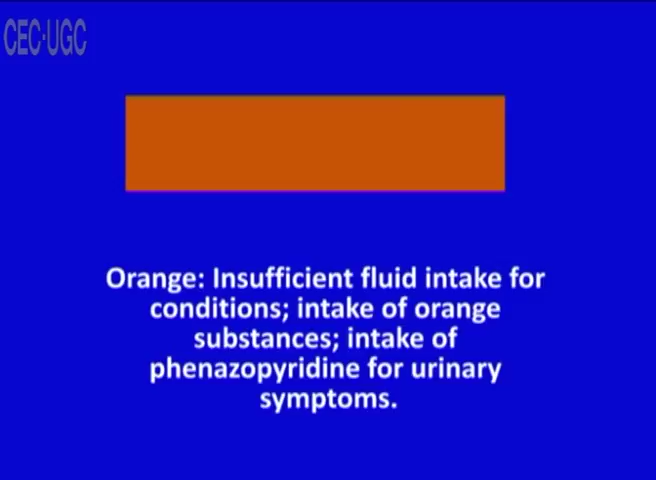 CEC-UGC
Orange: Insufficient fluid intake for
conditions; intake of orange
substances; intake of
phenazopyridine for urinary
symptoms.